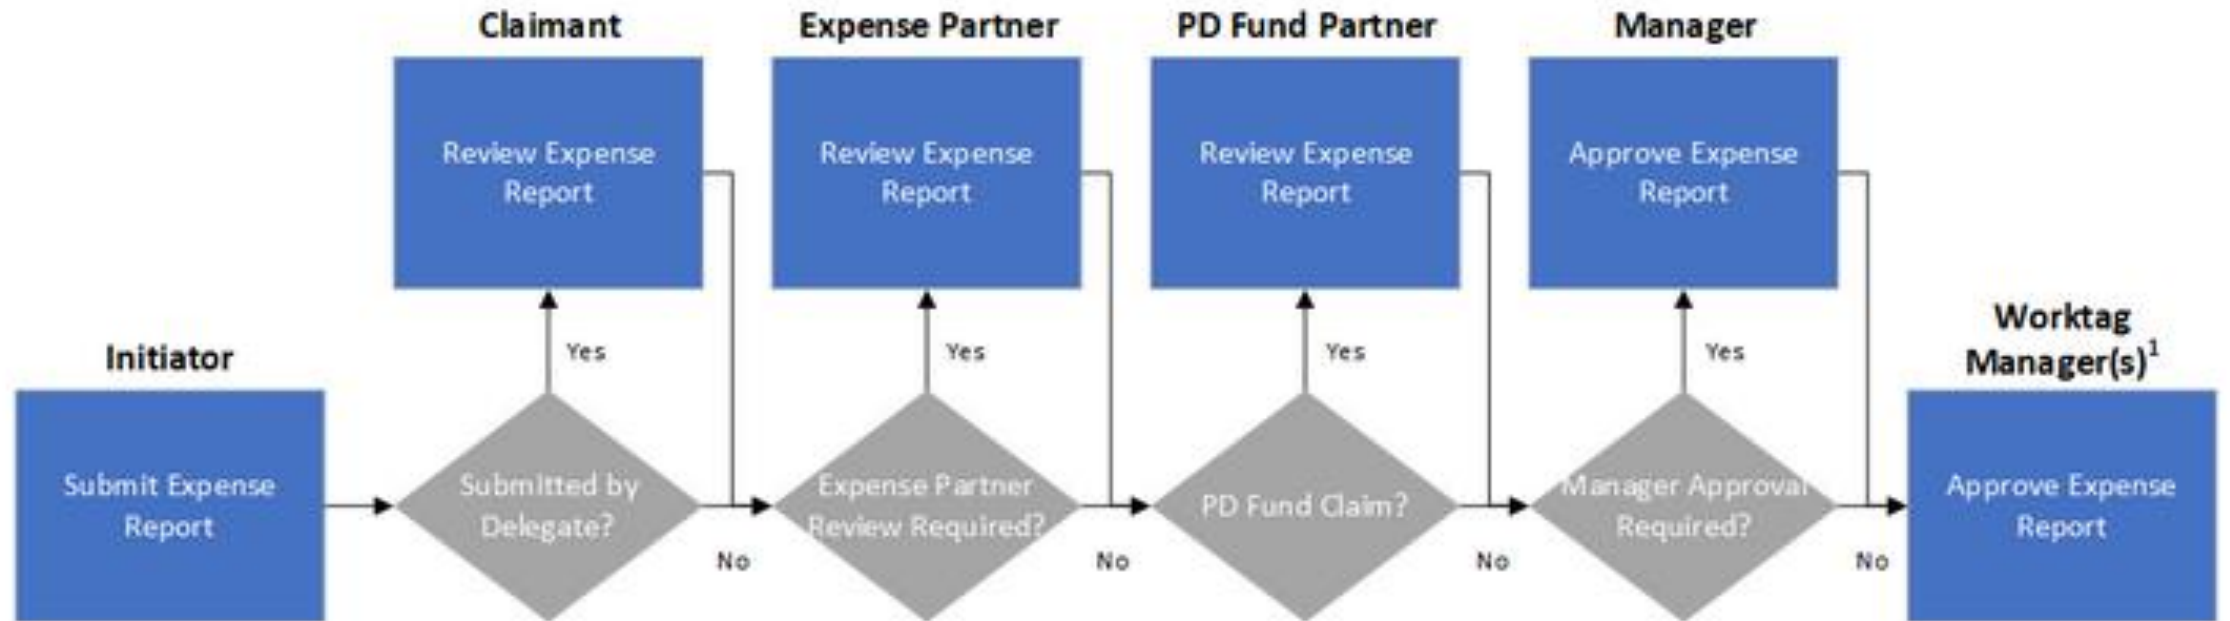 Claimant
Expense Partner
PD Fund Partner
Manager
Review Expense
Report
Review Expense
Report
Review Expense
Report
Approve Expense
Report
Yes
Yes
Yes
Yes
Initiator
Worktag
Manager(s)¹
Submit Expense
Report
Submitted by
Delegate?
Expense Partner
Review Required?
PD Fund Claim?
Manager Approval
Required?
Approve Expense
Report
No
No
No
No